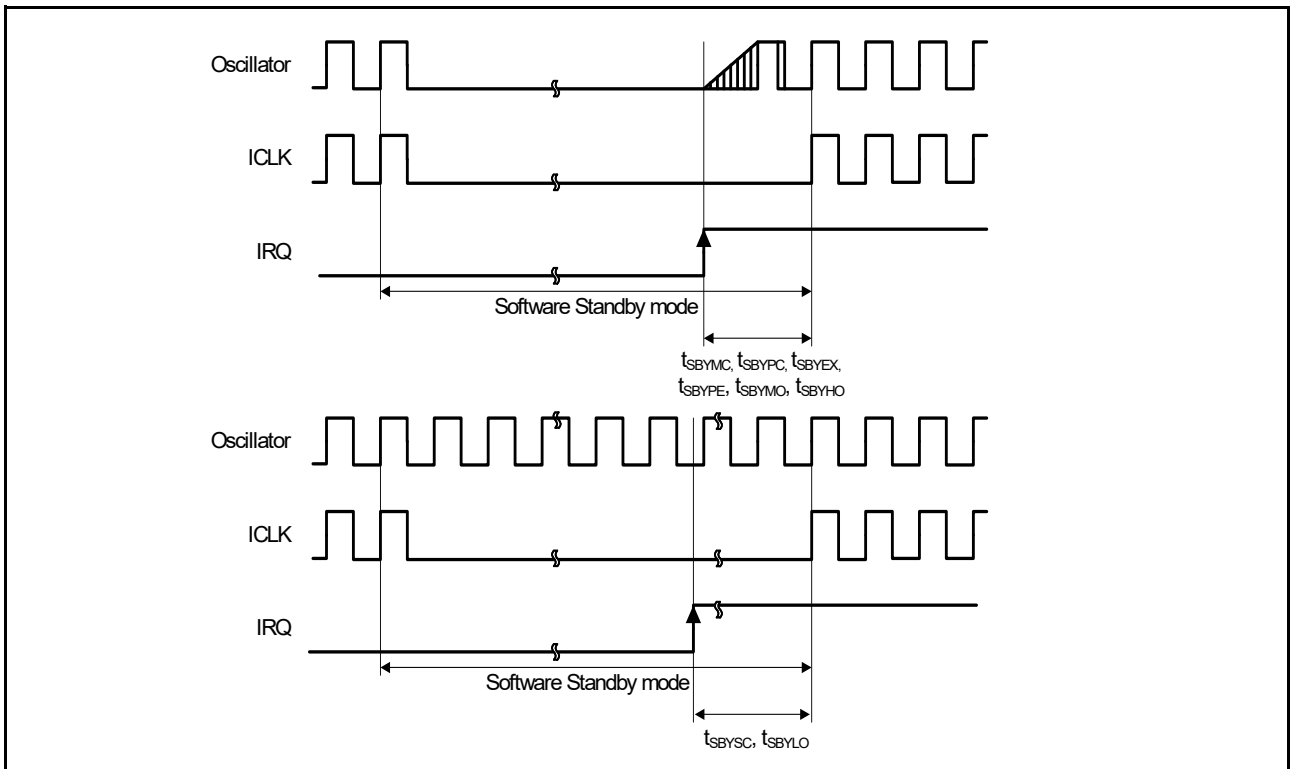 Oscillator
ICLK
IRQ
Software Standby mode
tSBYMC, tSBYPC, tSBYEX,
tSBYPE, tSBYMO, tSBYHO
Oscillator
ICLK
IRQ
Software Standby mode
tSBYSC, tSBYLO